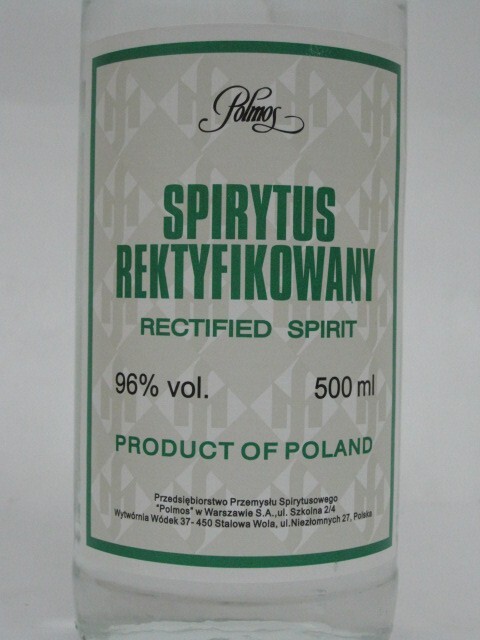 Polmos
SPIRYTUS
REKTYFIKOWANY
RECTIFIED SPIRIT
96% vol. 500 ml
PRODUCT OF POLAND
Przedsiębiorstwo Przemysłu Spirytusowego
"Polmos" w Warszawie S.A.,ul. Szkolna 2/4
Wytwórnia Wódek 37- 450 Stalowa Wola, ul.Niezłomnych 27, Polska